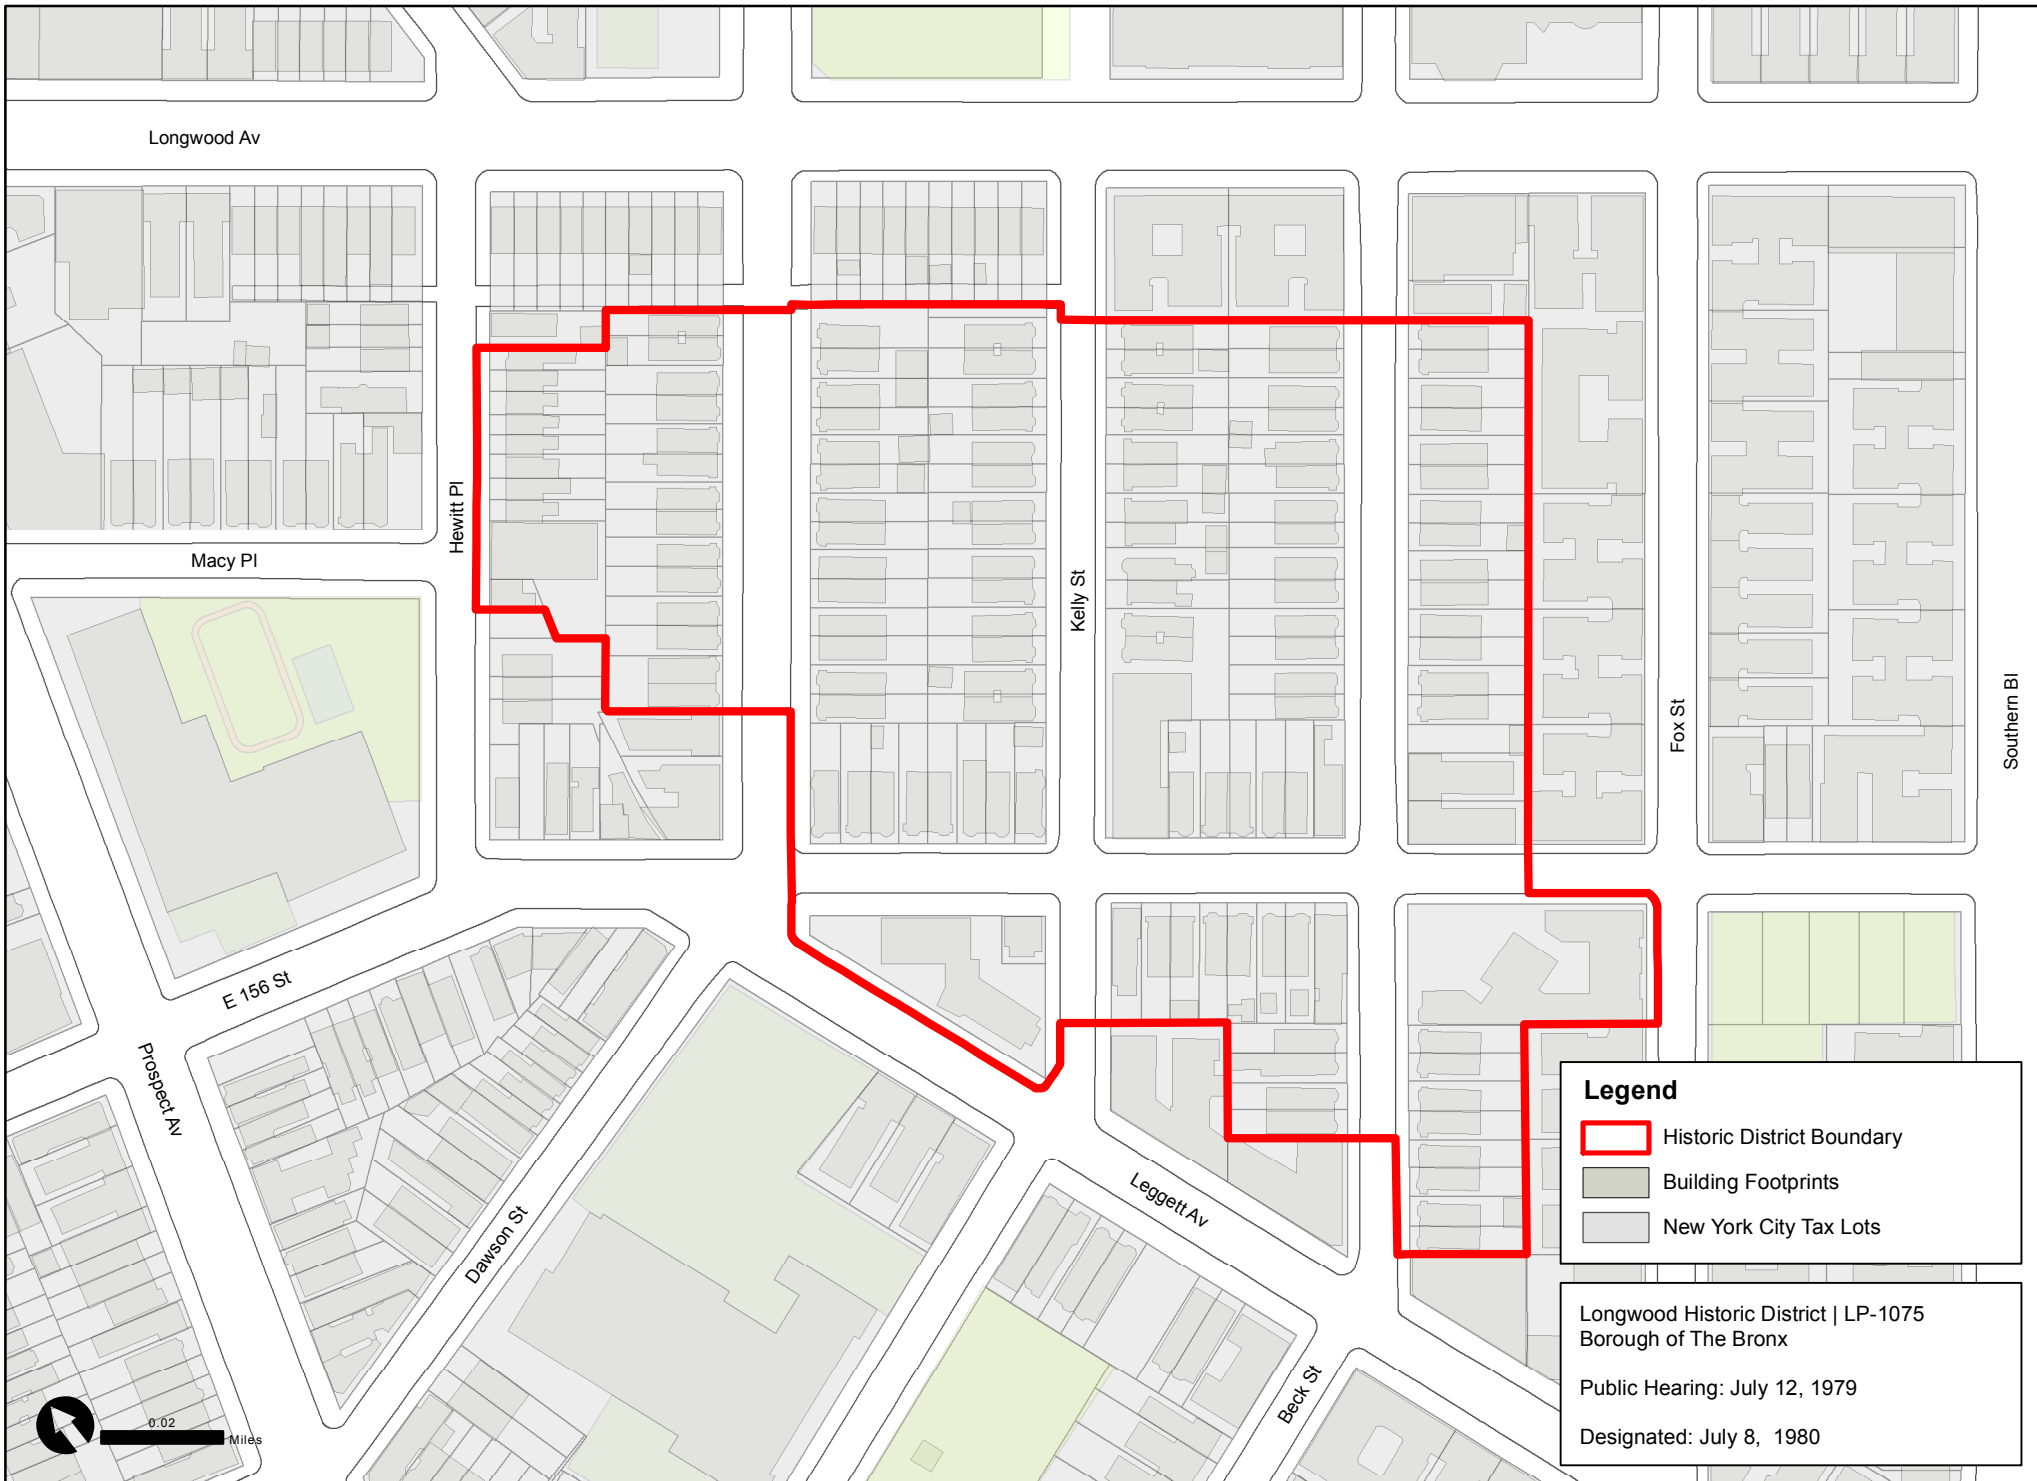 Longwood Av
Hewitt Pl
Macy Pl
Kelly St
Fox St
Southern Bl
E 156 St
Prospect Av
Dawson St
Leggett Av
Beck St
0.02
Miles
Legend
Historic District Boundary
Building Footprints
New York City Tax Lots
Longwood Historic District | LP-1075
Borough of The Bronx
Public Hearing: July 12, 1979
Designated: July 8, 1980